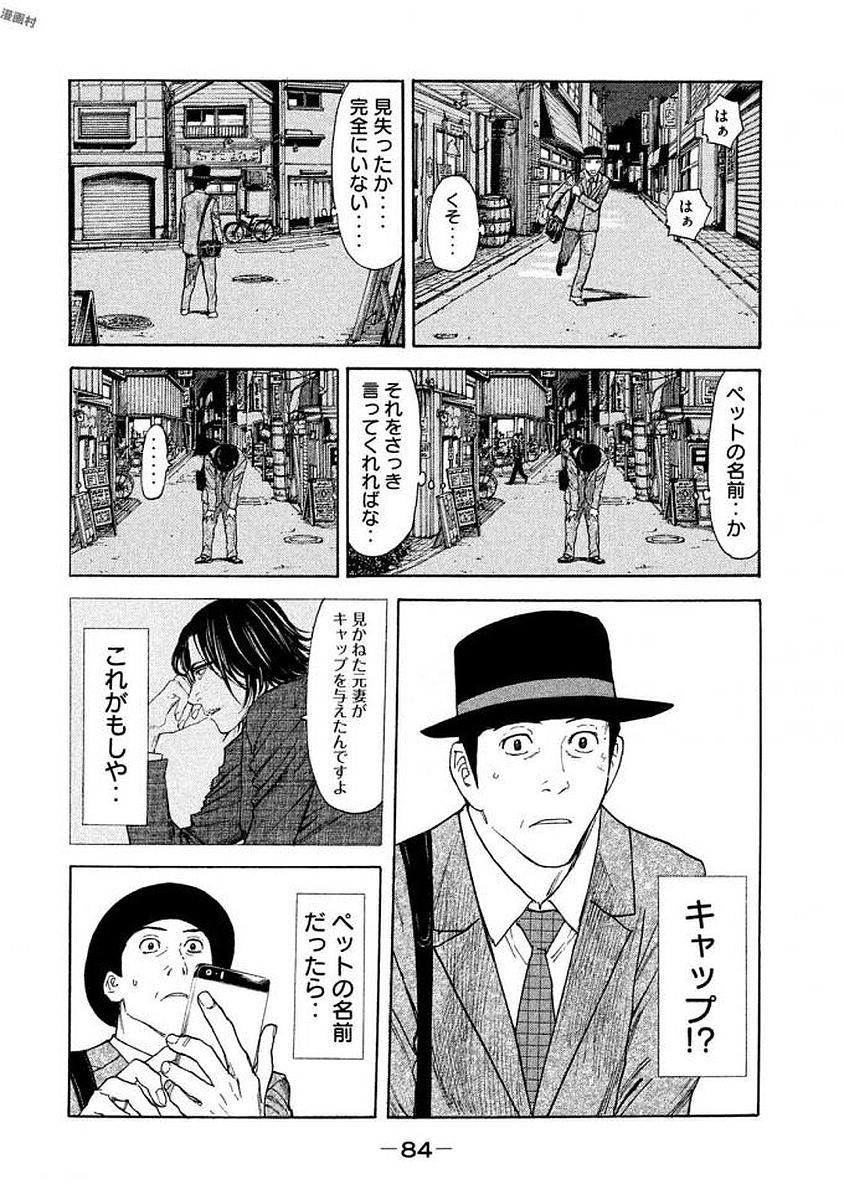 漫画村
はぁ
はぁ
くそ‥‥
見失ったか‥‥
完全にいない‥‥
ペットの名前‥か
それをさっき
言ってくれればな‥
‥‥‥
キャップ!?
見かねた元妻が
キャップを与えたんですよ
これがもしや‥
ペットの名前
だったら‥
－84－